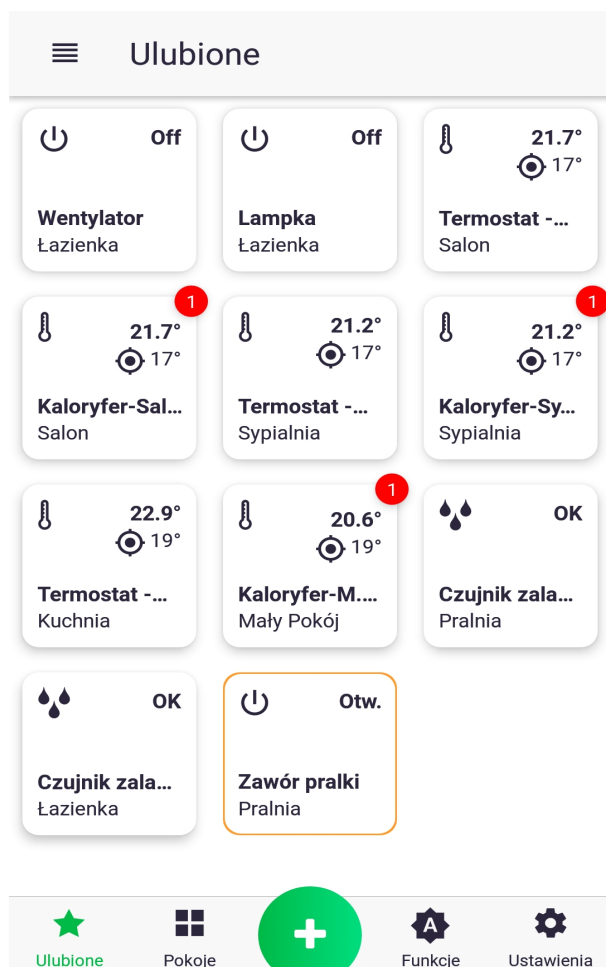 Ulubione
Off
Wentylator
Łazienka
Off
Lampka
Łazienka
21.7°
17°
Termostat -...
Salon
1
21.7°
17°
Kaloryfer-Sal...
Salon
21.2°
17°
Termostat -...
Sypialnia
1
21.2°
17°
Kaloryfer-Sy...
Sypialnia
22.9°
19°
Termostat -...
Kuchnia
1
20.6°
19°
Kaloryfer-M....
Mały Pokój
OK
Czujnik zala...
Pralnia
OK
Czujnik zala...
Łazienka
Otw.
Zawór pralki
Pralnia
A
Ulubione
Pokoje
Funkcje
Ustawienia